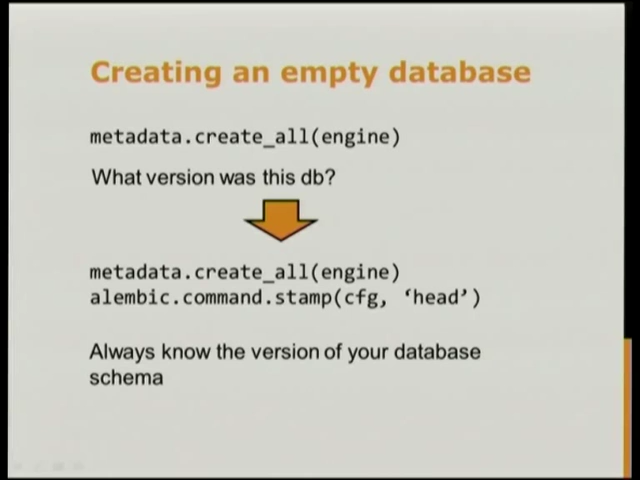 Creating an empty database
metadata.create_all(engine)
What version was this db?
metadata.create_all(engine)
alembic.command.stamp(cfg, ‘head’)
Always know the version of your database
schema